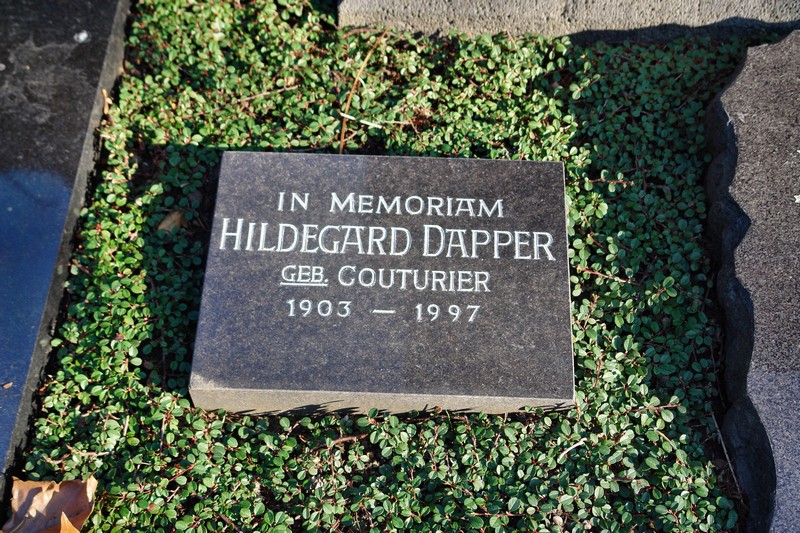 IN MEMORIAM
HILDEGARD DAPPER
GEB. COUTURIER
1903 — 1997